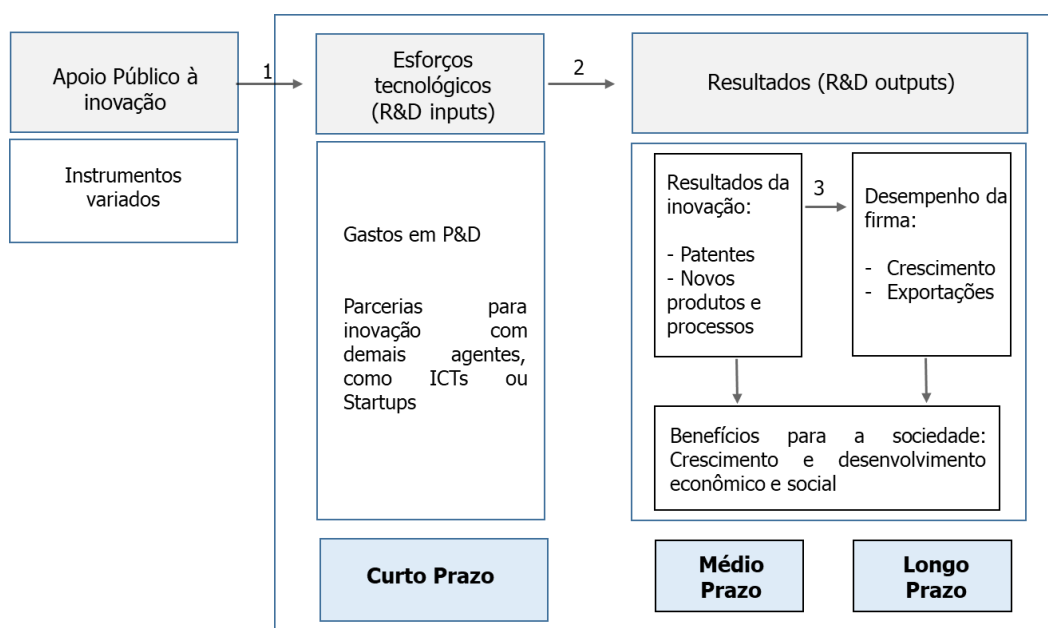 Apoio Público à
inovação
1
Esforços
tecnológicos
(R&D inputs)
2
Resultados (R&D outputs)
Instrumentos
variados
Gastos em P&D
Parcerias para
inovação com
demais agentes,
como ICTs ou
Startups
Resultados da
inovação:
- Patentes
- Novos
produtos e
processos
3
Desempenho da
firma:
- Crescimento
- Exportações
Benefícios para a sociedade:
Crescimento e desenvolvimento
econômico e social
Curto Prazo
Médio
Prazo
Longo
Prazo